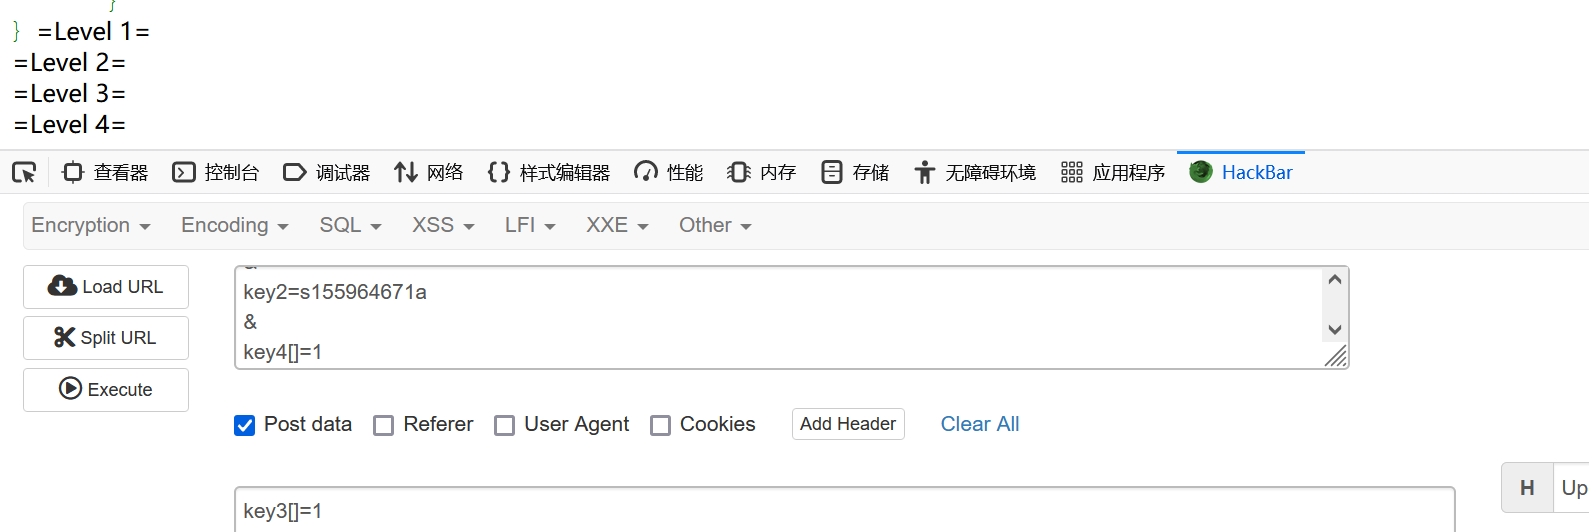 }
} =Level 1=
=Level 2=
=Level 3=
=Level 4=
查看器 控制台 调试器 网络 样式编辑器 性能 内存 存储 无障碍环境 应用程序 HackBar
Encryption Encoding SQL XSS LFI XXE Other
Load URL
Split URL
Execute
&
key2=s155964671a
&
key4[]=1
Post data Referer User Agent Cookies Add Header Clear All
H Up
key3[]=1